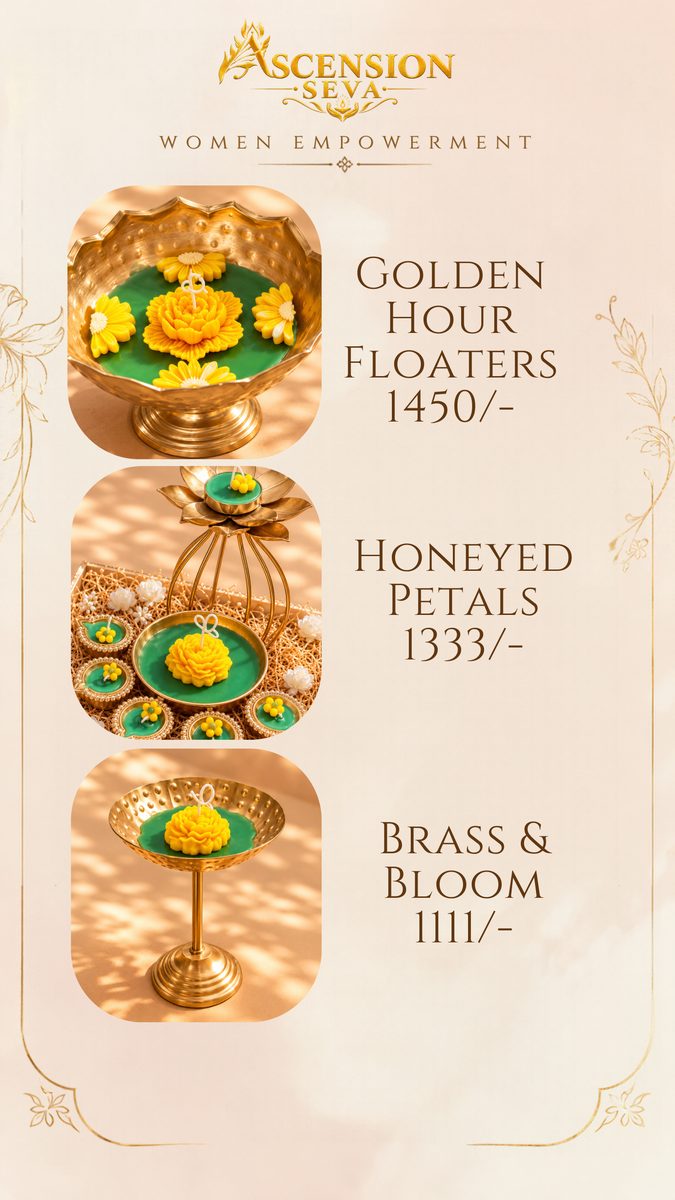 ASCENSION
SEVA
WOMEN EMPOWERMENT
GOLDEN
HOUR
FLOATERS
1450/-
HONEYED
PETALS
1333/-
BRASS &
BLOOM
1111/-